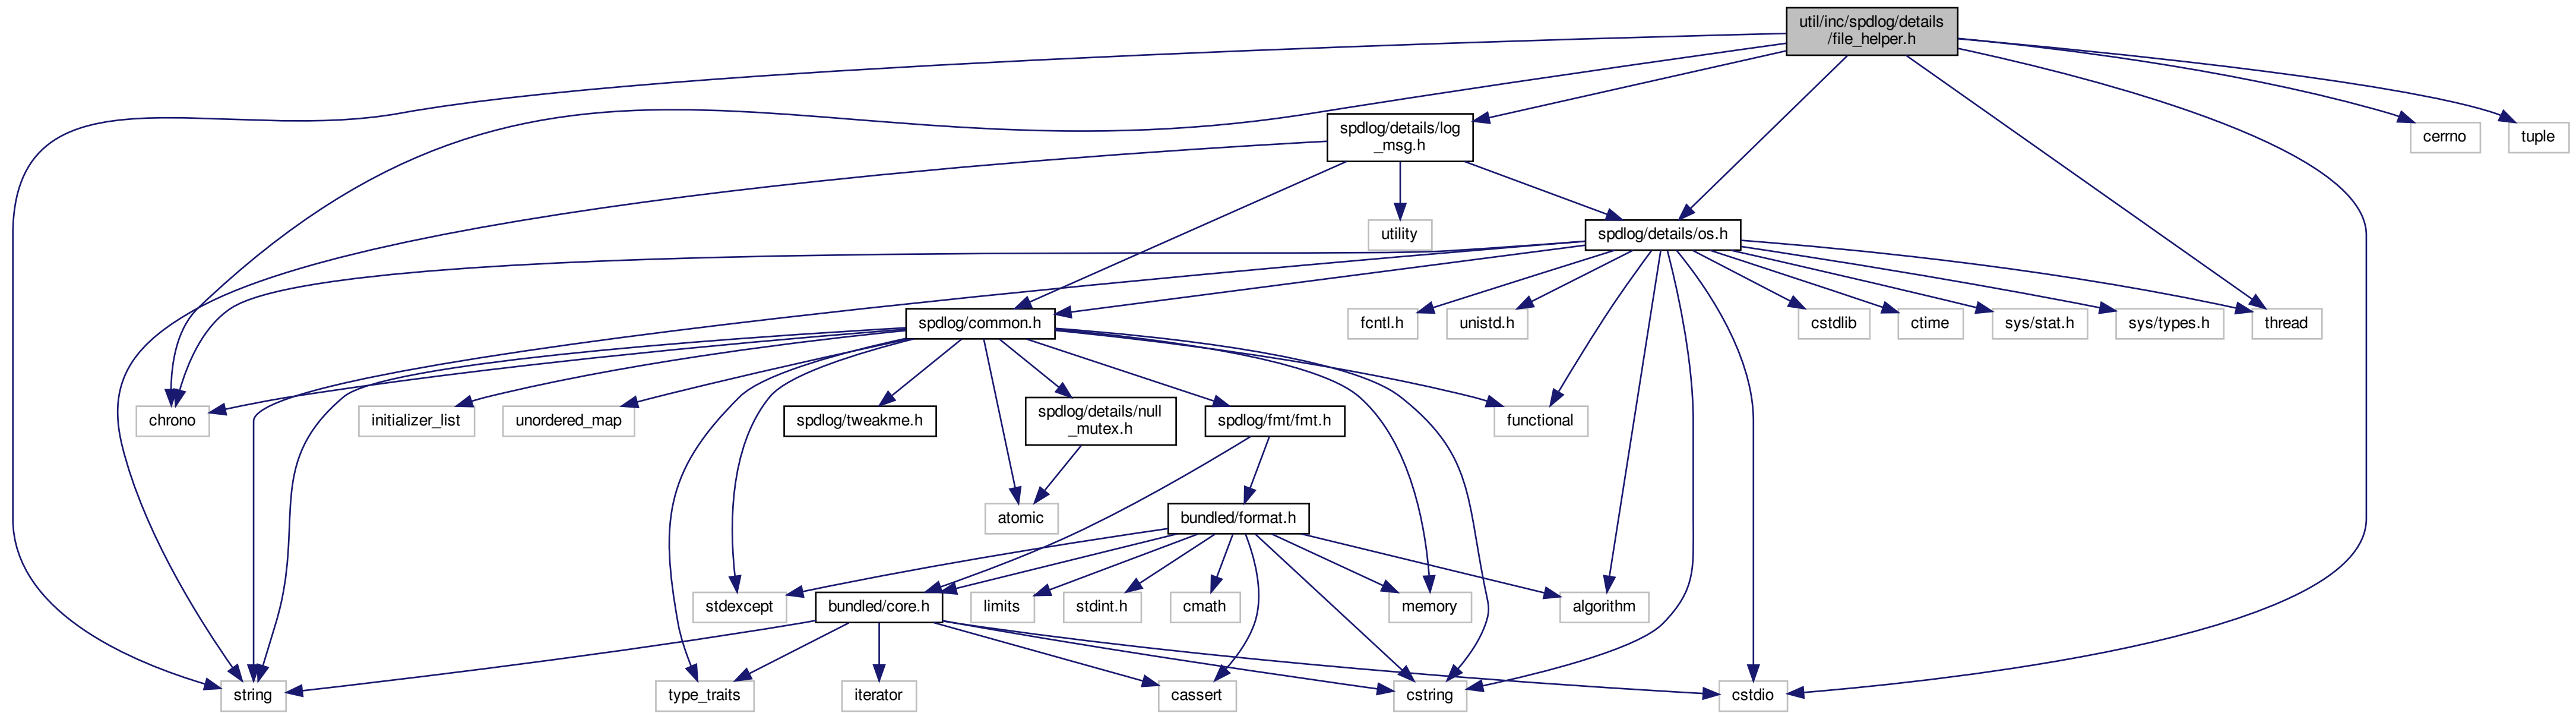 util/inc/spdlog/details
/file_helper.h
spdlog/details/log
_msg.h
cerrno
tuple
utility
spdlog/details/os.h
spdlog/common.h
fcntl.h
unistd.h
cstdlib
ctime
sys/stat.h
sys/types.h
thread
chrono
initializer_list
unordered_map
spdlog/tweakme.h
spdlog/details/null
_mutex.h
spdlog/fmt/fmt.h
functional
atomic
bundled/format.h
stdexcept
bundled/core.h
limits
stdint.h
cmath
memory
algorithm
string
type_traits
iterator
cassert
cstring
cstdio